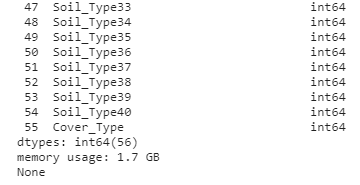 47 Soil_Type33 int64
48 Soil_Type34 int64
49 Soil_Type35 int64
50 Soil_Type36 int64
51 Soil_Type37 int64
52 Soil_Type38 int64
53 Soil_Type39 int64
54 Soil_Type40 int64
55 Cover_Type int64
dtypes: int64(56)
memory usage: 1.7 GB
None